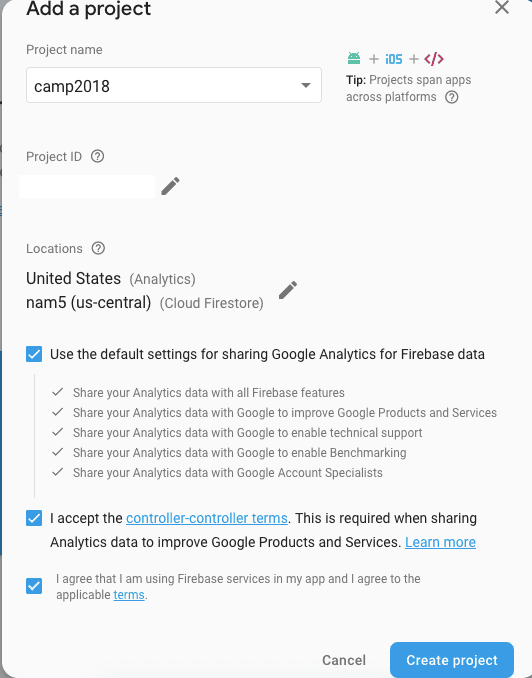 Add a project
Project name
camp2018
+ iOS + </>
Tip: Projects span apps
across platforms ?
Project ID ?
Locations ?
United States (Analytics)
nam5 (us-central) (Cloud Firestore)
Use the default settings for sharing Google Analytics for Firebase data
Share your Analytics data with all Firebase features
Share your Analytics data with Google to improve Google Products and Services
Share your Analytics data with Google to enable technical support
Share your Analytics data with Google to enable Benchmarking
Share your Analytics data with Google Account Specialists
I accept the controller-controller terms. This is required when sharing
Analytics data to improve Google Products and Services. Learn more
I agree that I am using Firebase services in my app and I agree to the
applicable terms.
Cancel Create project